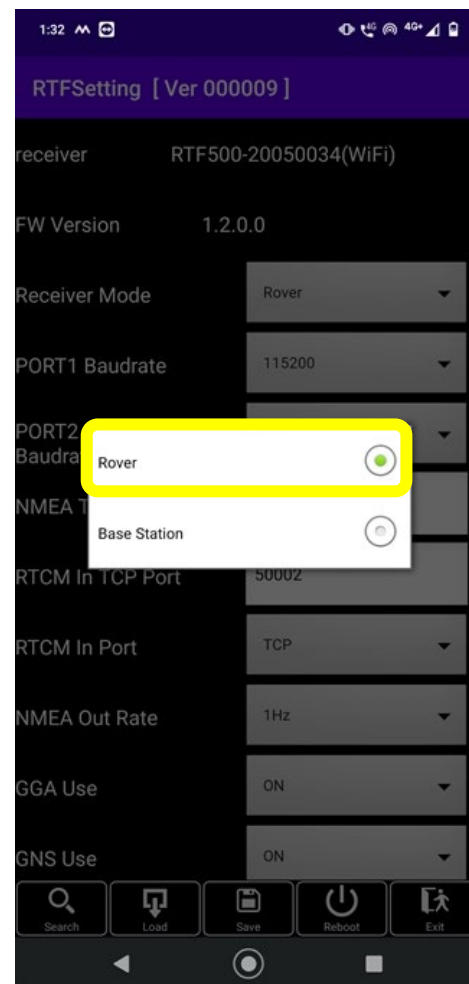 1:32 4G 4G+
RTFSetting [ Ver 000009 ]
receiver RTF500-20050034(WiFi)
FW Version 1.2.0.0
Receiver Mode Rover
PORT1 Baudrate 115200
PORT2
Baudra
Rover
NMEA T
Base Station
RTCM In TCP Port 50002
RTCM In Port TCP
NMEA Out Rate 1Hz
GGA Use ON
GNS Use ON
Search Load Save Reboot Exit